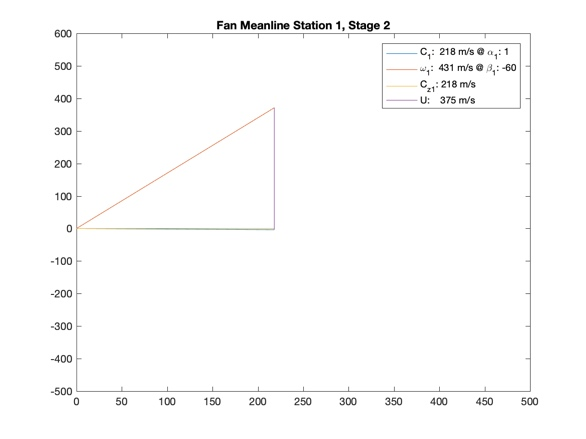 Fan Meanline Station 1, Stage 2
C1: 218 m/s @ α1: 1
ω1: 431 m/s @ β1: -60
Cz1: 218 m/s
U: 375 m/s
600
500
400
300
200
100
0
-100
-200
-300
-400
-500
0 50 100 150 200 250 300 350 400 450 500